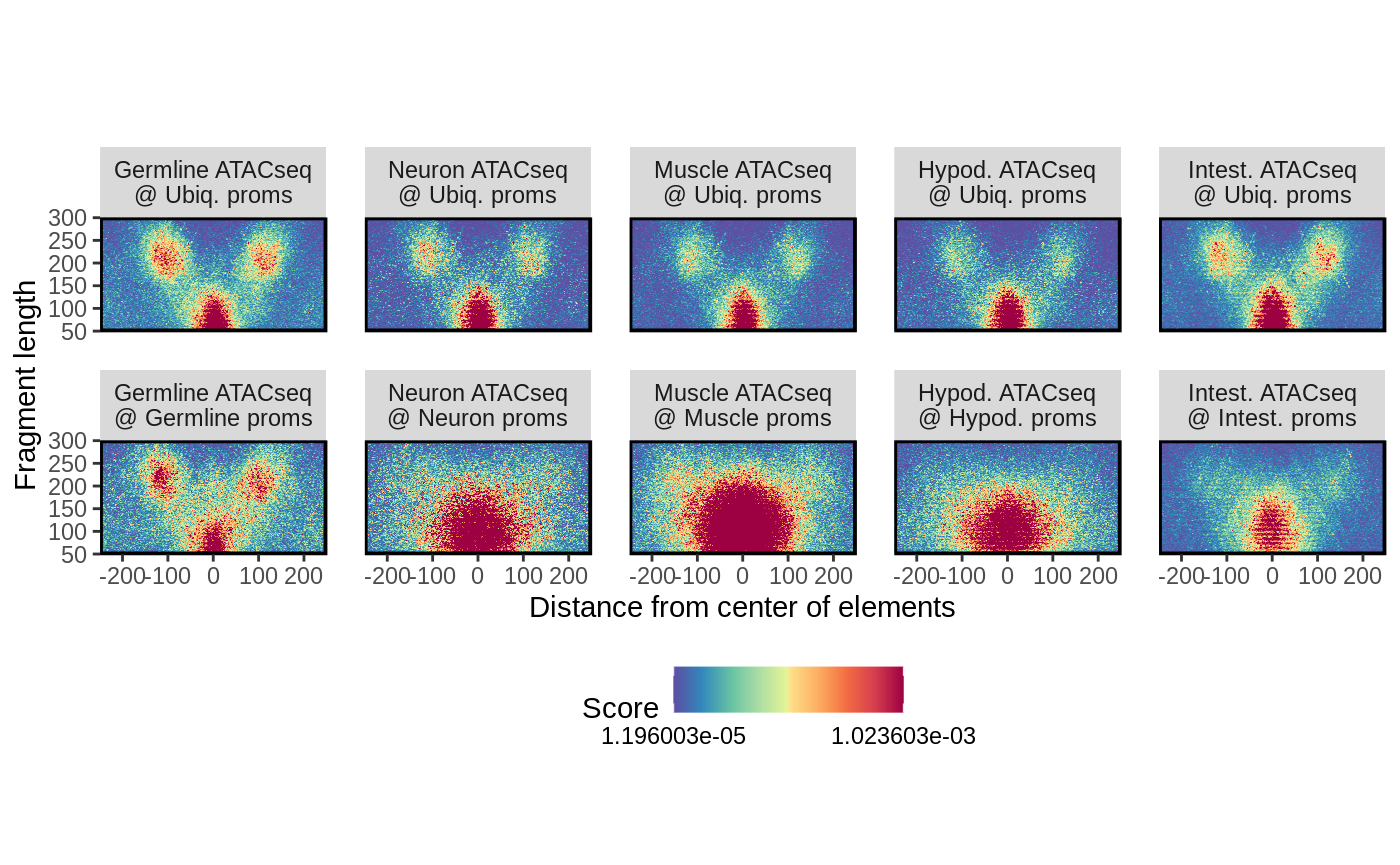 Germline ATACseq
@ Ubiq. proms
Neuron ATACseq
@ Ubiq. proms
Muscle ATACseq
@ Ubiq. proms
Hypod. ATACseq
@ Ubiq. proms
Intest. ATACseq
@ Ubiq. proms
300
250
200
150
100
50
Fragment length
Germline ATACseq
@ Germline proms
Neuron ATACseq
@ Neuron proms
Muscle ATACseq
@ Muscle proms
Hypod. ATACseq
@ Hypod. proms
Intest. ATACseq
@ Intest. proms
300
250
200
150
100
50
-200 -100 0 100 200
-200 -100 0 100 200
-200 -100 0 100 200
-200 -100 0 100 200
-200 -100 0 100 200
Distance from center of elements
Score
1.196003e-05 1.023603e-03